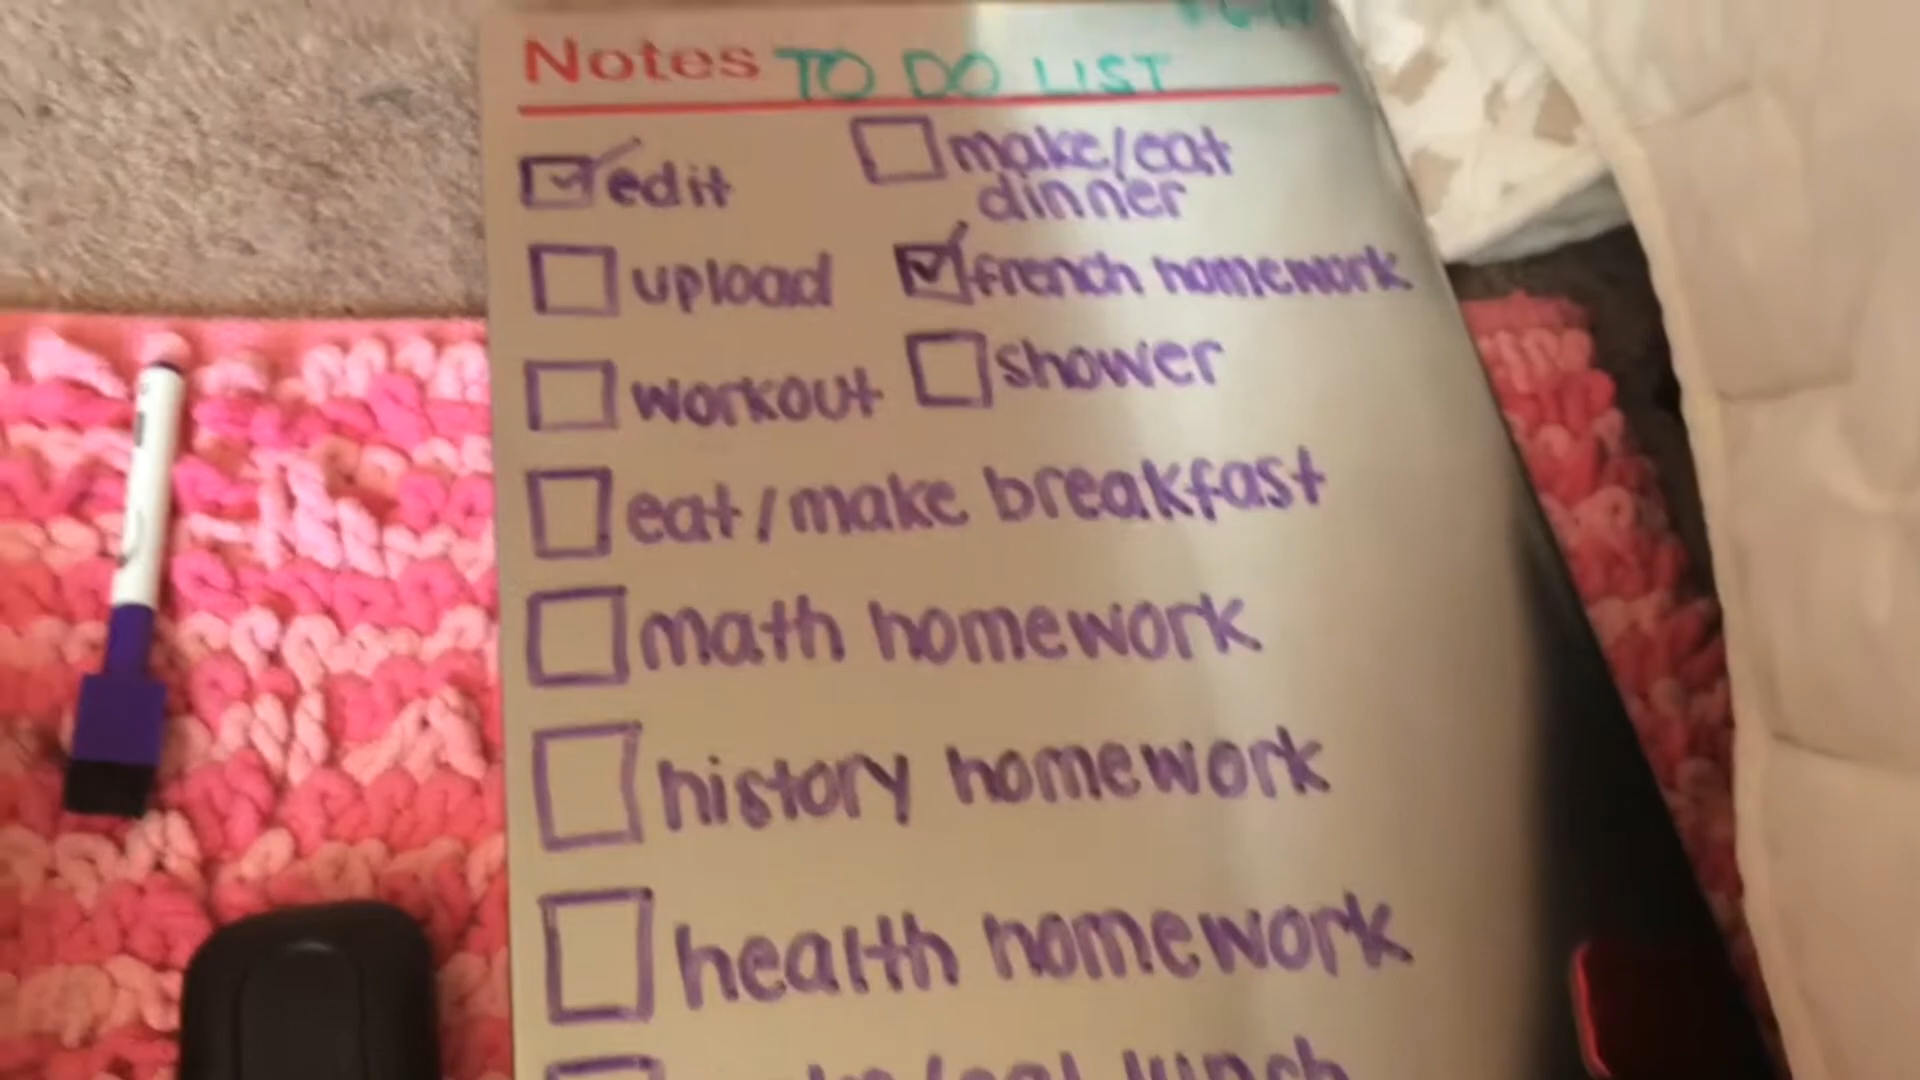 Notes TO DO LIST
edit
upload
workout
eat/make breakfast
math homework
history homework
health homework
lunch
make/eat
dinner
french homework
shower